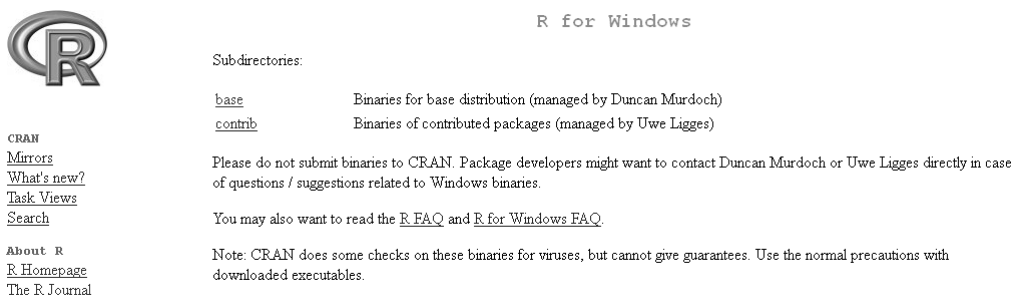 R
R for Windows
Subdirectories:
base Binaries for base distribution (managed by Duncan Murdoch)
contrib Binaries of contributed packages (managed by Uwe Ligges)
CRAN
Mirrors
What's new?
Task Views
Search
About R
R Homepage
The R Journal
Please do not submit binaries to CRAN. Package developers might want to contact Duncan Murdoch or Uwe Ligges directly in case
of questions / suggestions related to Windows binaries.
You may also want to read the R FAQ and R for Windows FAQ.
Note: CRAN does some checks on these binaries for viruses, but cannot give guarantees. Use the normal precautions with
downloaded executables.